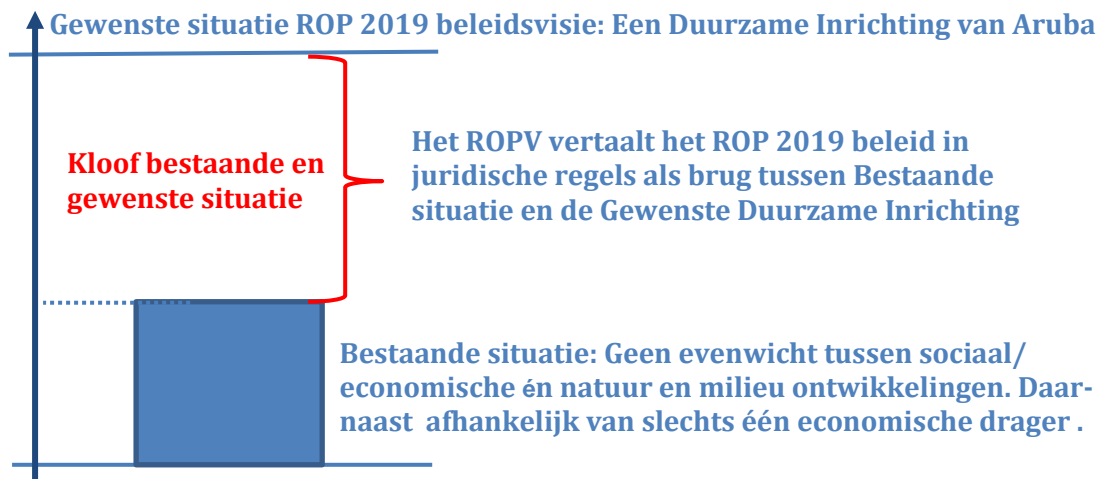 Gewenste situatie ROP 2019 beleidsvisie: Een Duurzame Inrichting van Aruba
Kloof bestaande en
gewenste situatie
Het ROPV vertaalt het ROP 2019 beleid in
juridische regels als brug tussen Bestaande
situatie en de Gewenste Duurzame Inrichting
Bestaande situatie: Geen evenwicht tussen sociaal/
economische én natuur en milieu ontwikkelingen. Daar-
naast afhankelijk van slechts één economische drager .